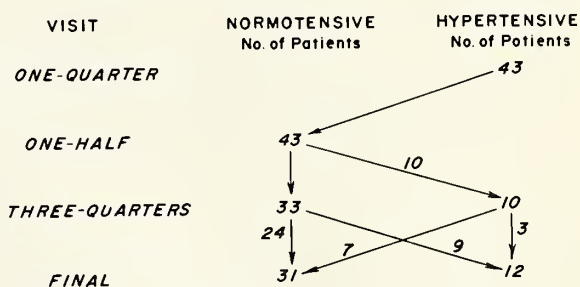 VISIT NORMOTENSIVE HYPERTENSIVE
No. of Patients No. of Potients
ONE-QUARTER 43
ONE-HALF 43
10
THREE-QUARTERS 33 10
24 3
7 9
FINAL 31 12